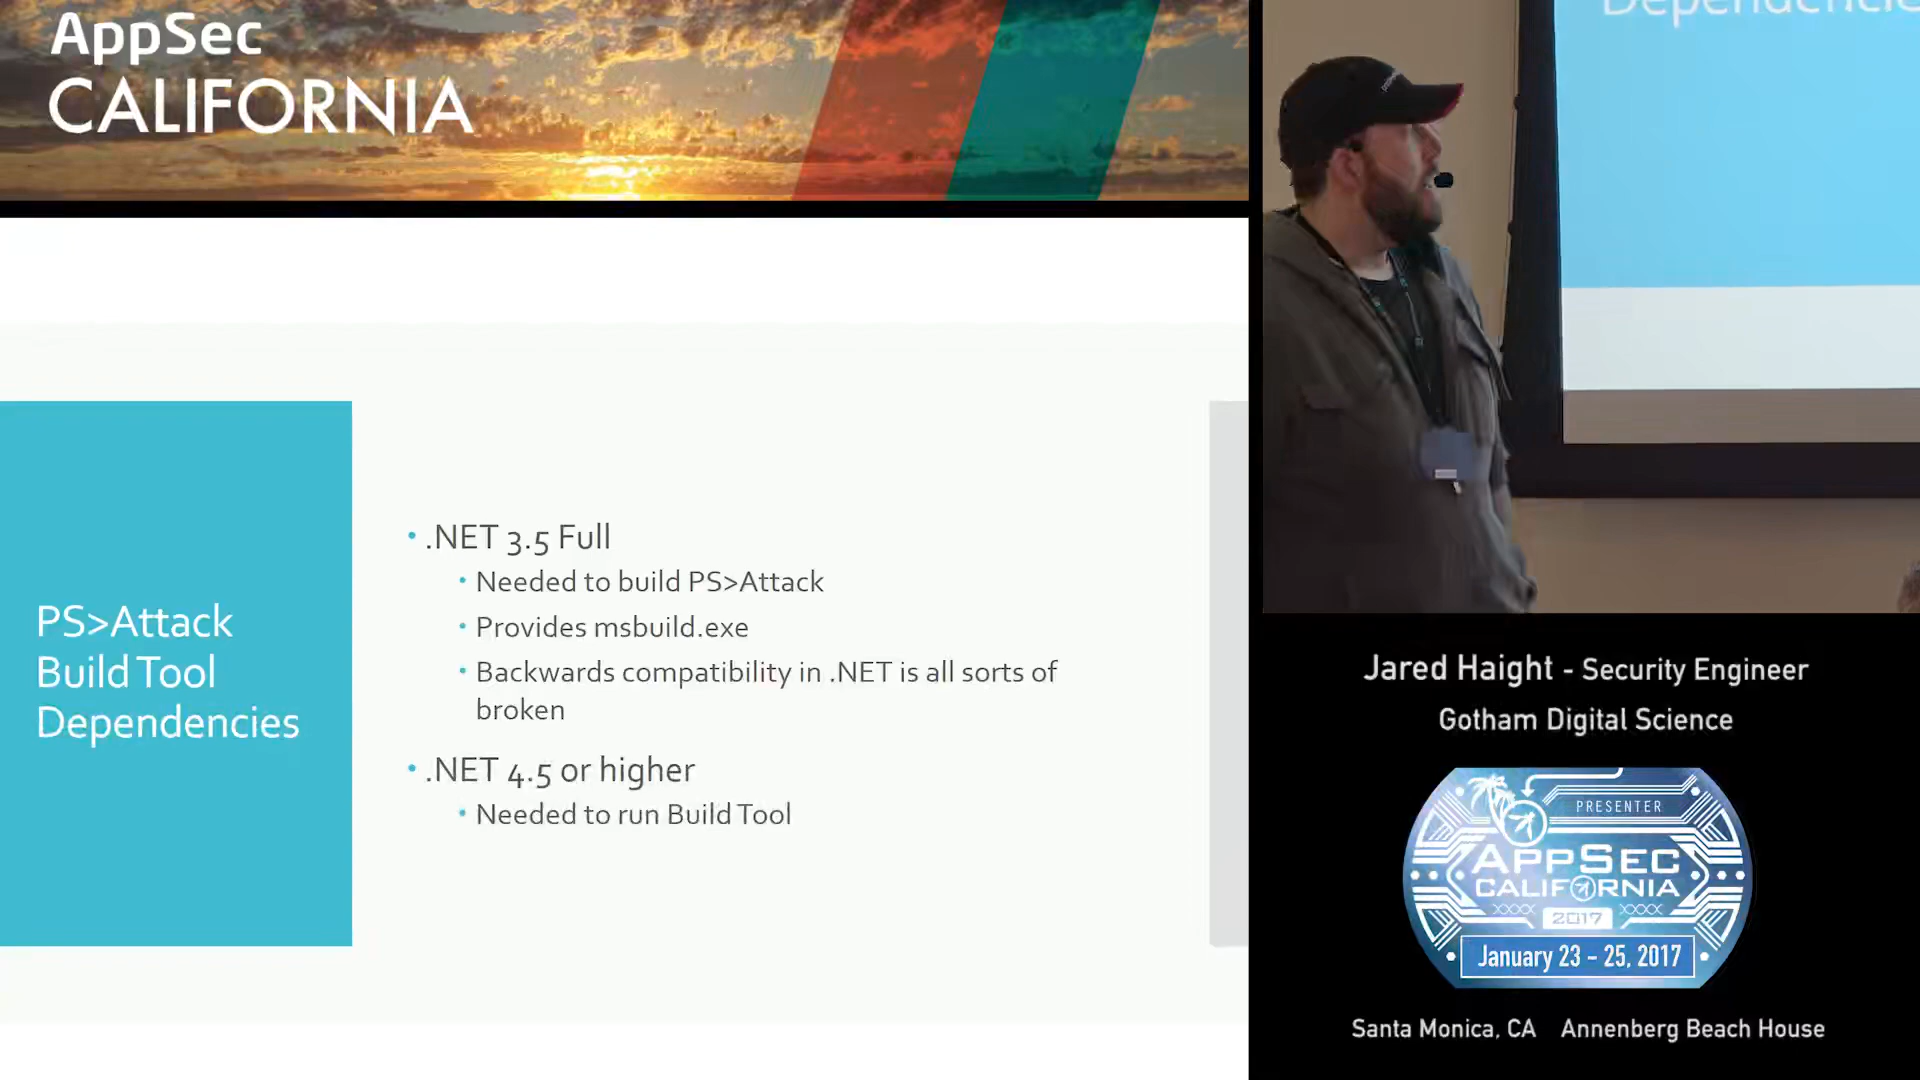 AppSec
CALIFORNIA
PS>Attack
Build Tool
Dependencies
• .NET 3.5 Full
• Needed to build PS>Attack
• Provides msbuild.exe
• Backwards compatibility in .NET is all sorts of
broken
• .NET 4.5 or higher
• Needed to run Build Tool
Dependencie
Jared Haight - Security Engineer
Gotham Digital Science
PRESENTER
APPSEC
CALIFORNIA
2017
January 23 - 25, 2017
Santa Monica, CA Annenberg Beach House